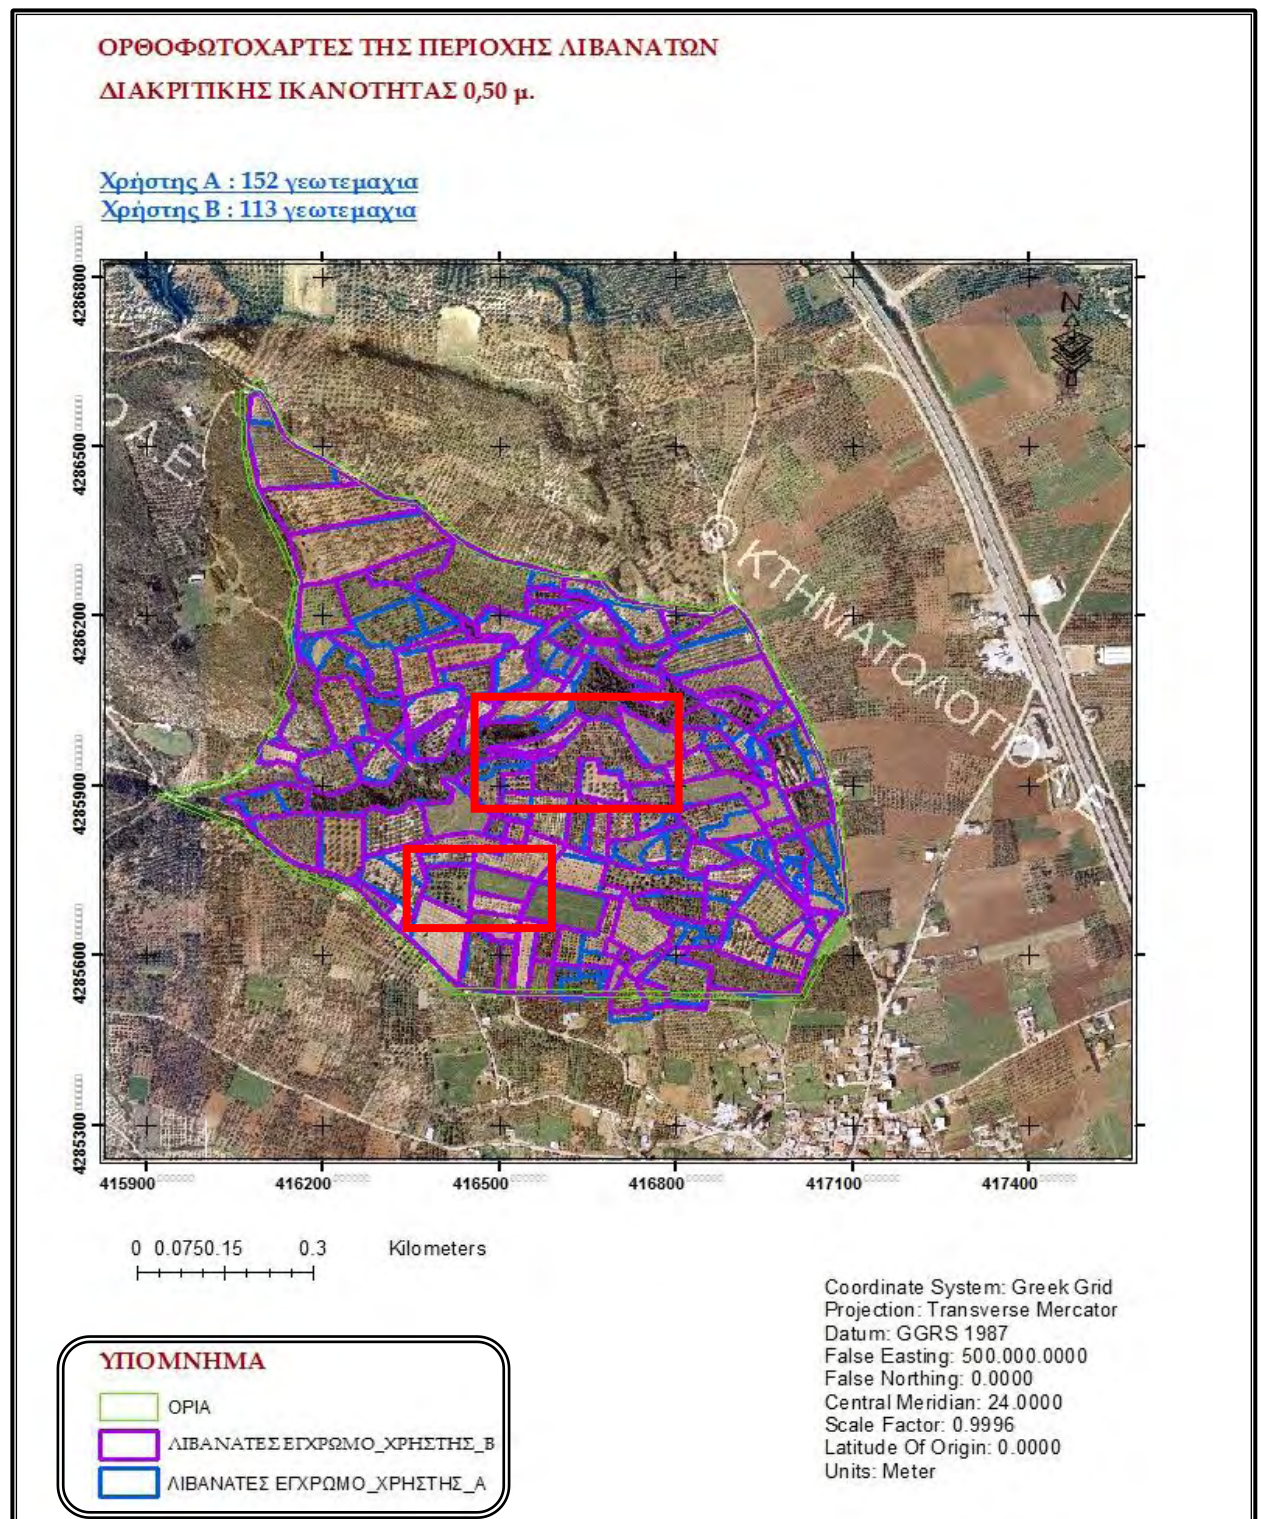 ΟΡΘΟΦΩΤΟΧΑΡΤΕΣ ΤΗΣ ΠΕΡΙΟΧΗΣ ΛΙΒΑΝΑΤΩΝ
ΔΙΑΚΡΙΤΙΚΗΣ ΙΚΑΝΟΤΗΤΑΣ 0,50 μ.
Χρήστης Α : 152 γεωτεμαχια
Χρήστης Β : 113 γεωτεμαχια
4286800
4286500
4286200
4285900
4285600
4285300
N
Ο Α.Ε.
© ΚΤΗΜΑΤΟΛΟΓΙΟ Α
415900 416200 416500 416800 417100 417400
0 0.0750.15 0.3 Kilometers
Coordinate System: Greek Grid
Projection: Transverse Mercator
Datum: GGRS 1987
False Easting: 500.000.0000
False Northing: 0.0000
Central Meridian: 24.0000
Scale Factor: 0.9996
Latitude Of Origin: 0.0000
Units: Meter
ΥΠΟΜΝΗΜΑ
ΟΡΙΑ
ΛΙΒΑΝΑΤΕΣ ΕΓΧΡΩΜΟ_ΧΡΗΣΤΗΣ_Β
ΛΙΒΑΝΑΤΕΣ ΕΓΧΡΩΜΟ_ΧΡΗΣΤΗΣ_Α